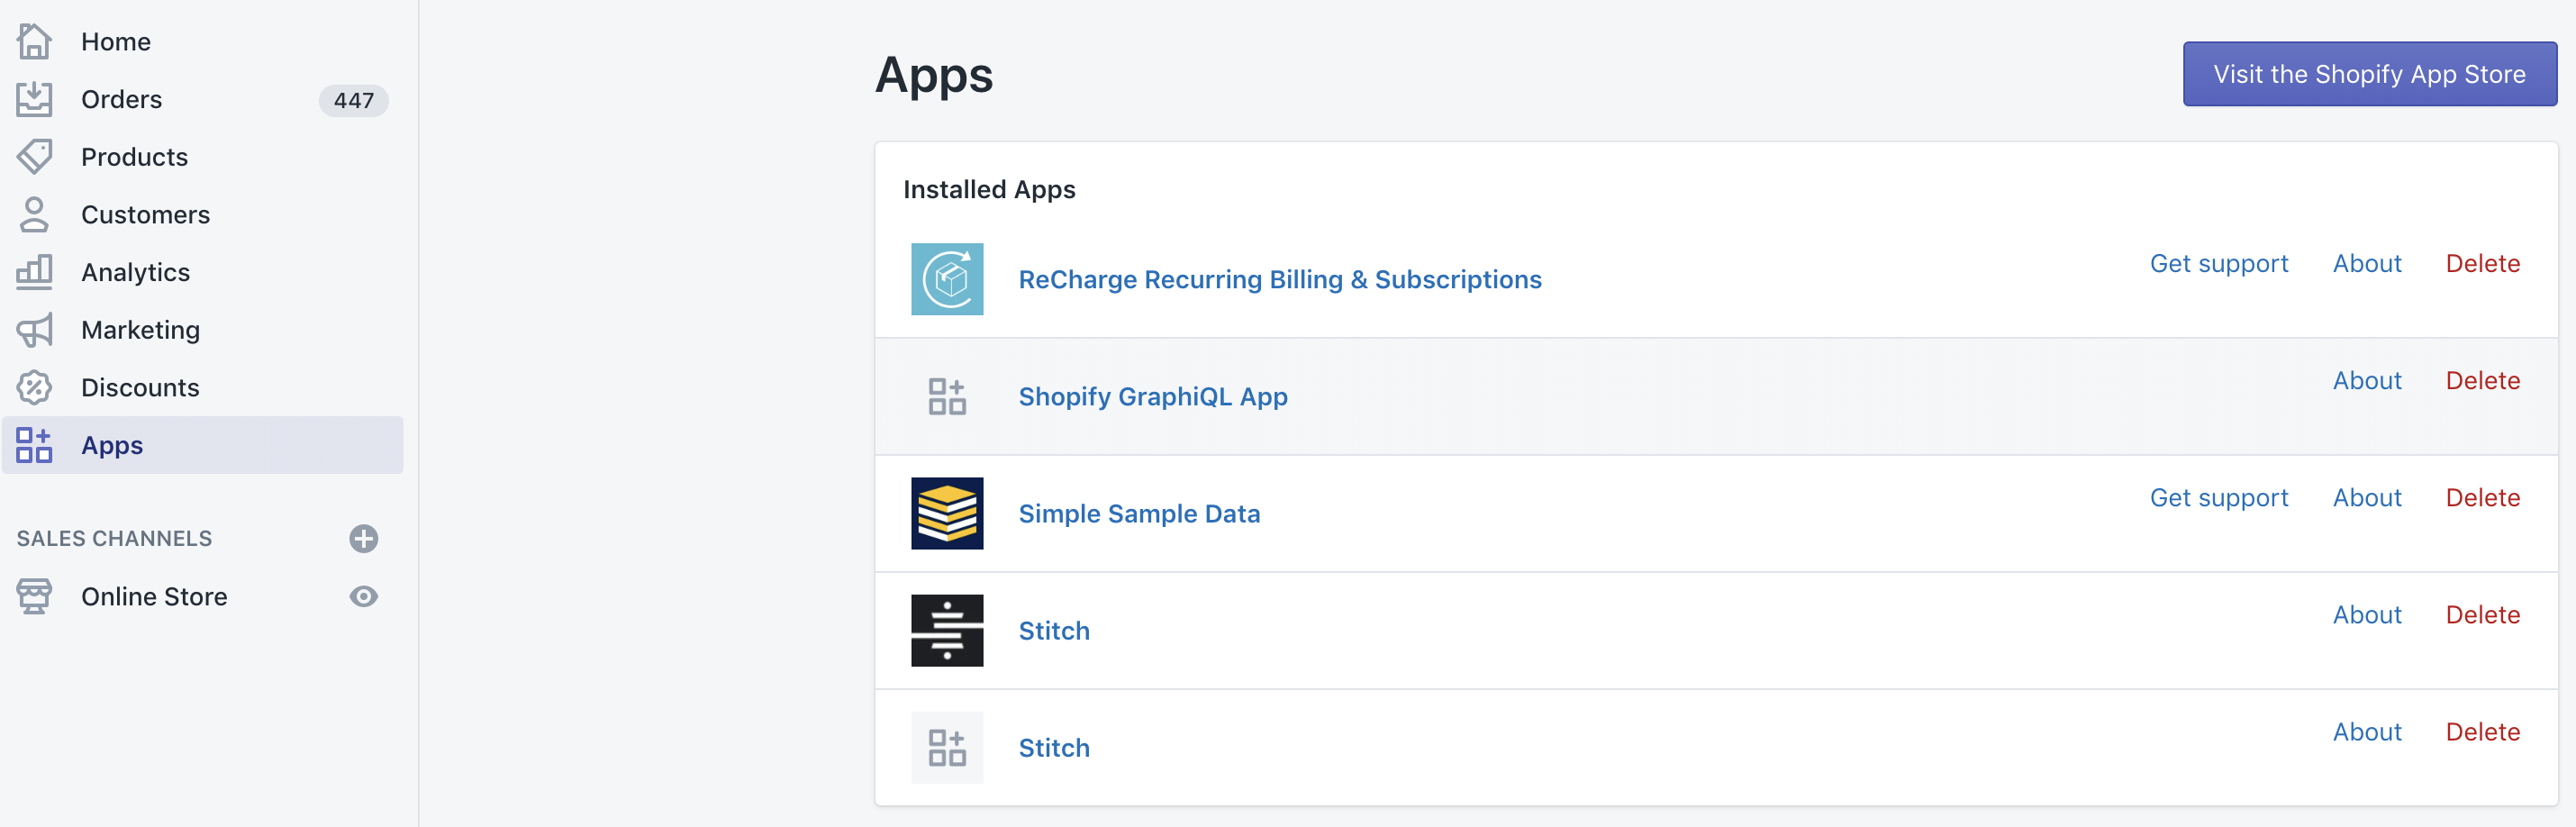 Home
Orders 447
Products
Customers
Analytics
Marketing
Discounts
Apps
SALES CHANNELS
Online Store
Apps
Visit the Shopify App Store
Installed Apps
ReCharge Recurring Billing & Subscriptions Get support About Delete
Shopify GraphiQL App About Delete
Simple Sample Data Get support About Delete
Stitch About Delete
Stitch About Delete